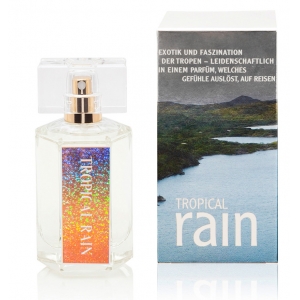 TROPICAL RAIN
EXOTIK UND FASZINATION
DER TROPEN – LEIDENSCHAFTLICH
IN EINEM PARFÜM, WELCHES
GEFÜHLE AUSLÖST, AUF REISEN
TROPICAL
rain